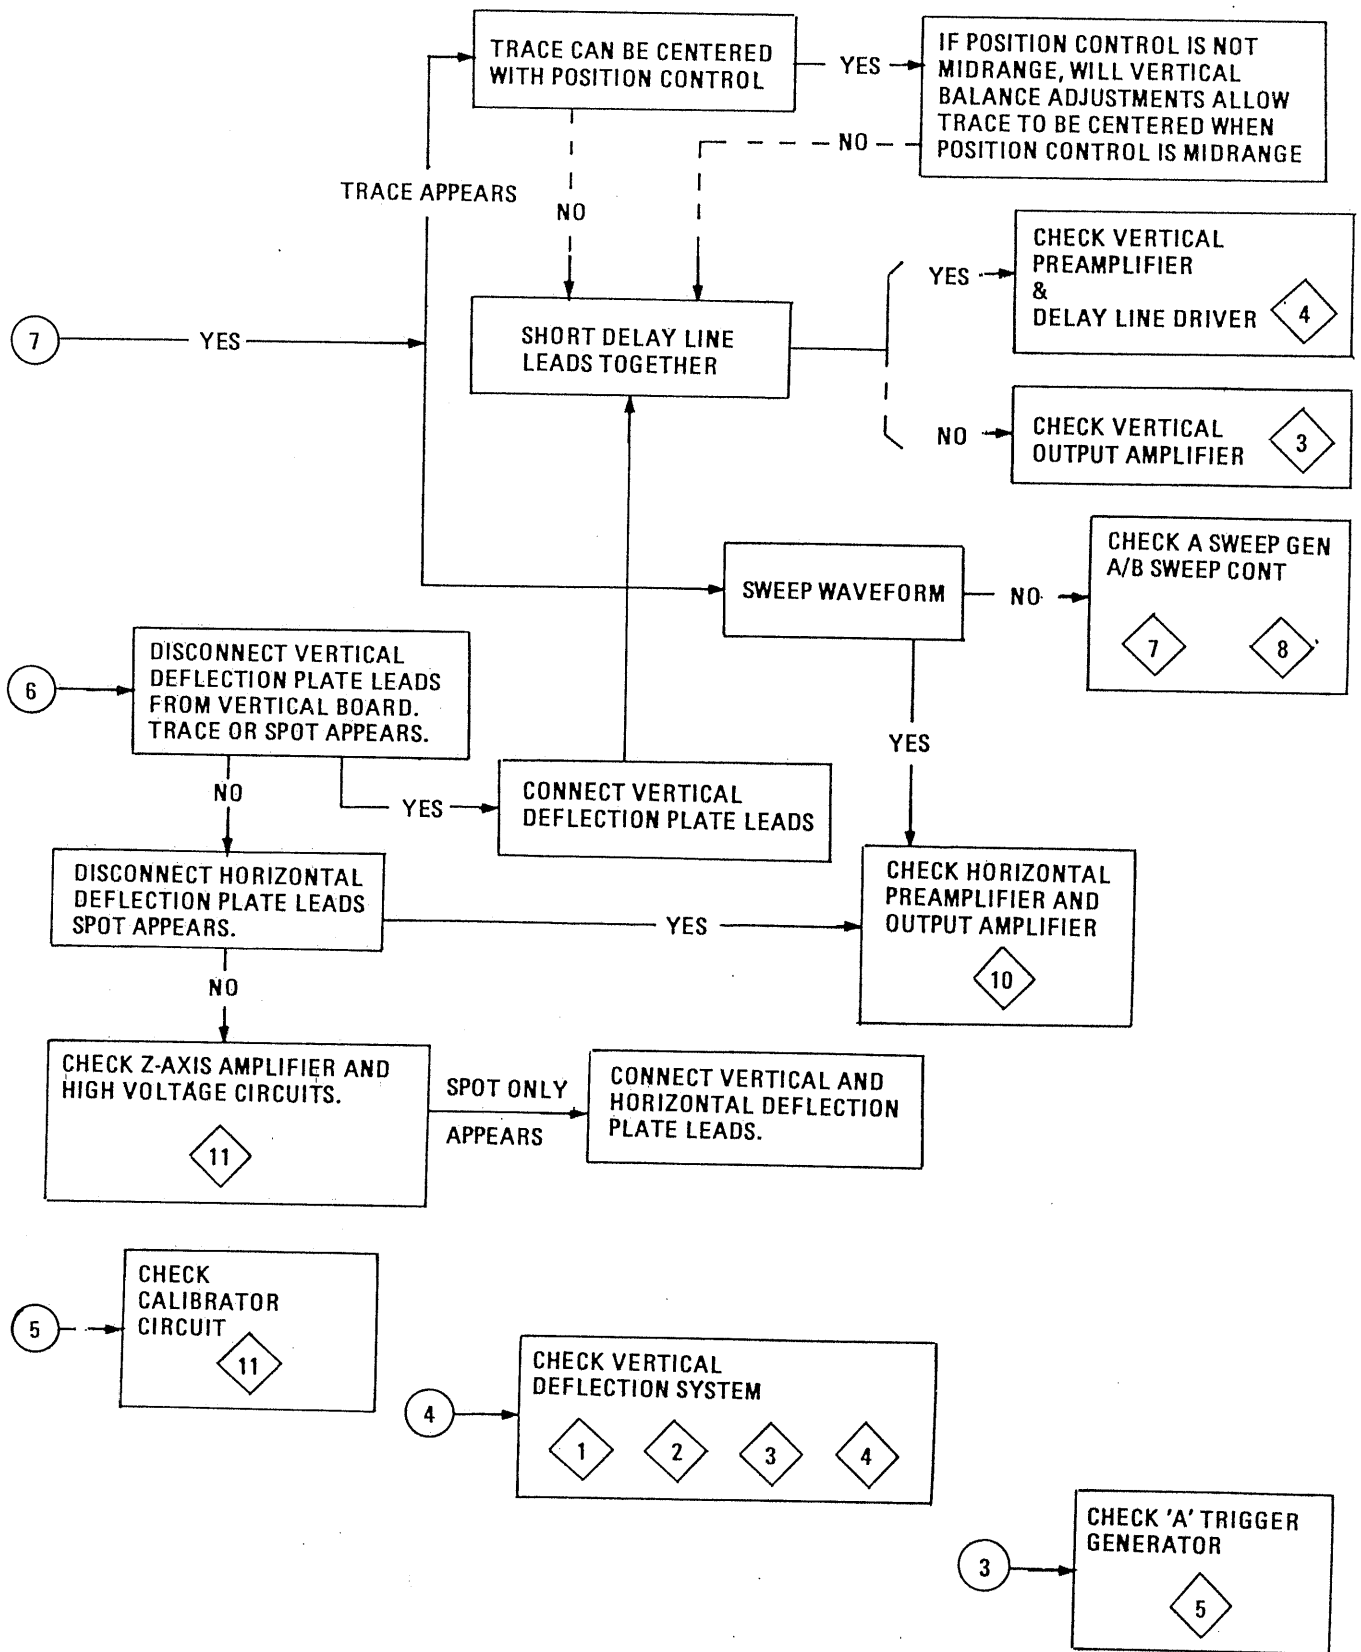 TRACE CAN BE CENTERED
WITH POSITION CONTROL
YES
IF POSITION CONTROL IS NOT
MIDRANGE, WILL VERTICAL
BALANCE ADJUSTMENTS ALLOW
TRACE TO BE CENTERED WHEN
POSITION CONTROL IS MIDRANGE
NO
TRACE APPEARS
NO
CHECK VERTICAL
PREAMPLIFIER
&
DELAY LINE DRIVER
4
YES
7
YES
SHORT DELAY LINE
LEADS TOGETHER
NO
CHECK VERTICAL
OUTPUT AMPLIFIER
3
SWEEP WAVEFORM
NO
CHECK A SWEEP GEN
A/B SWEEP CONT
7
8
6
DISCONNECT VERTICAL
DEFLECTION PLATE LEADS
FROM VERTICAL BOARD.
TRACE OR SPOT APPEARS.
YES
NO
YES
CONNECT VERTICAL
DEFLECTION PLATE LEADS
DISCONNECT HORIZONTAL
DEFLECTION PLATE LEADS
SPOT APPEARS.
YES
CHECK HORIZONTAL
PREAMPLIFIER AND
OUTPUT AMPLIFIER
10
NO
CHECK Z-AXIS AMPLIFIER AND
HIGH VOLTAGE CIRCUITS.
11
SPOT ONLY
APPEARS
CONNECT VERTICAL AND
HORIZONTAL DEFLECTION
PLATE LEADS.
5
CHECK
CALIBRATOR
CIRCUIT
11
4
CHECK VERTICAL
DEFLECTION SYSTEM
1
2
3
4
3
CHECK 'A' TRIGGER
GENERATOR
5